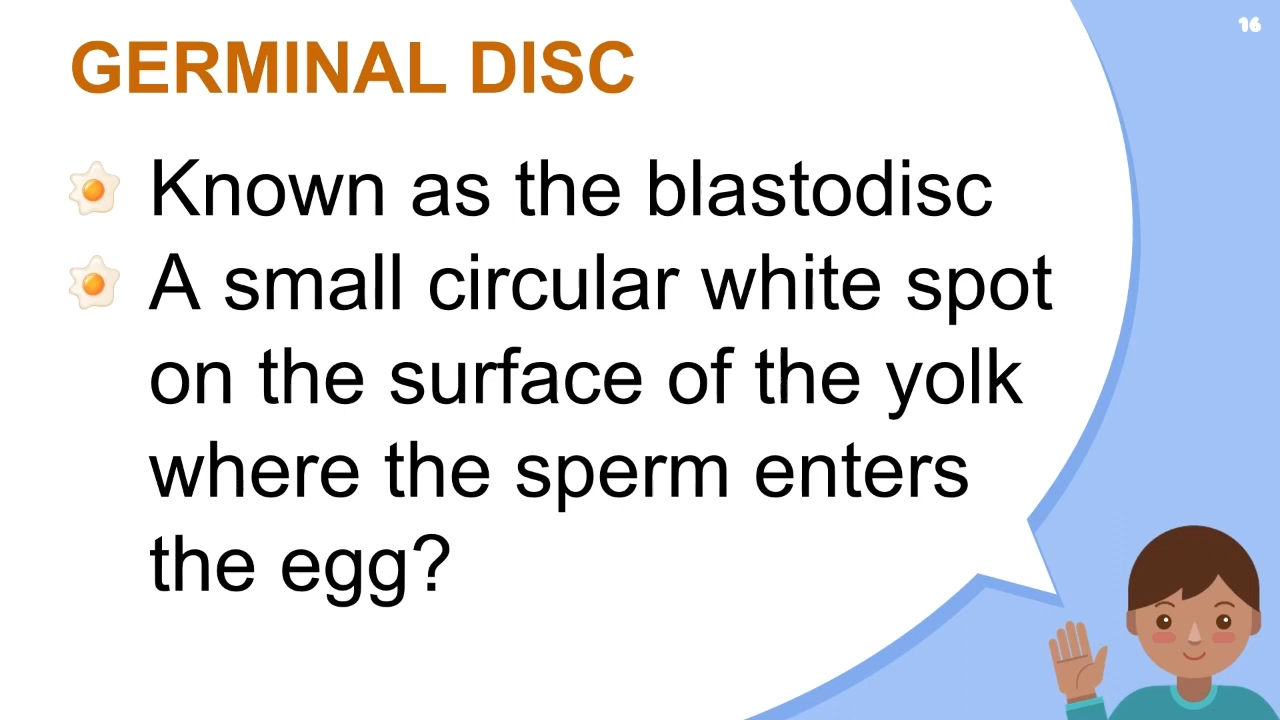 16
GERMINAL DISC
Known as the blastodisc
A small circular white spot
on the surface of the yolk
where the sperm enters
the egg?